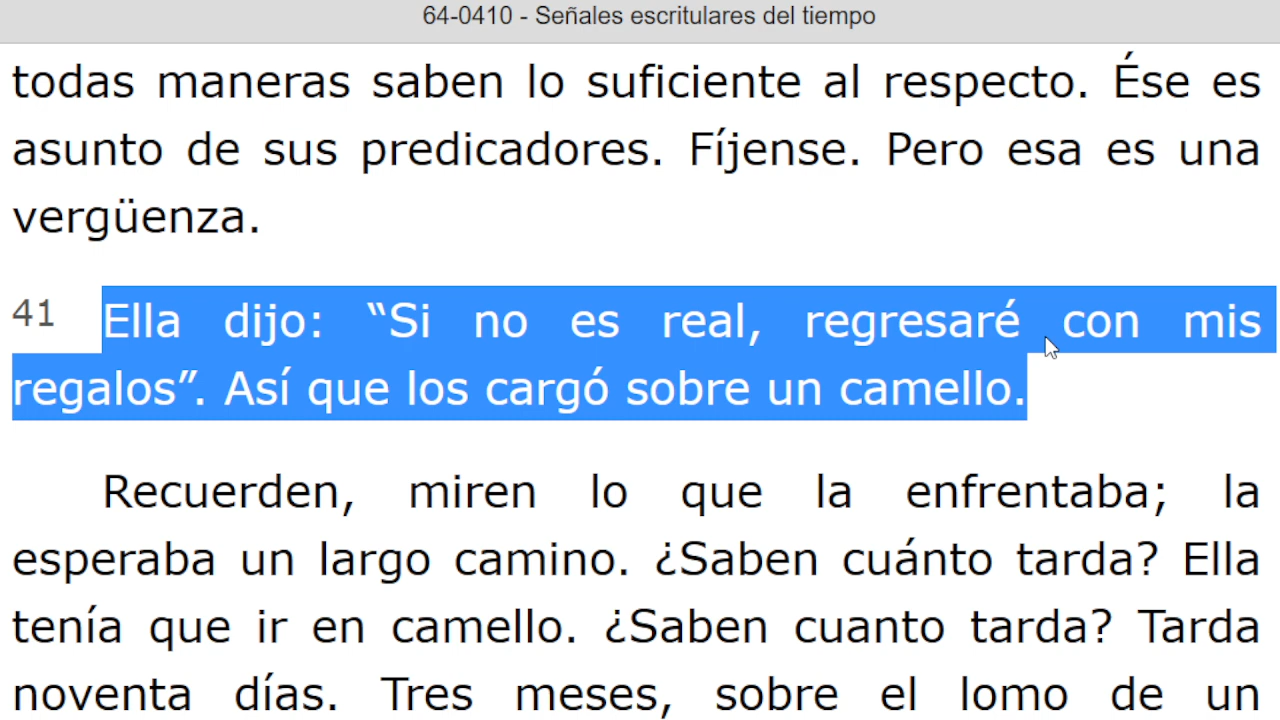 64-0410 - Señales escritulares del tiempo
todas maneras saben lo suficiente al respecto. Ése es
asunto de sus predicadores. Fíjense. Pero esa es una
vergüenza.
41 Ella dijo: “Si no es real, regresaré con mis
regalos”. Así que los cargó sobre un camello.
Recuerden, miren lo que la enfrentaba; la
esperaba un largo camino. ¿Saben cuánto tarda? Ella
tenía que ir en camello. ¿Saben cuanto tarda? Tarda
noventa días. Tres meses, sobre el lomo de un